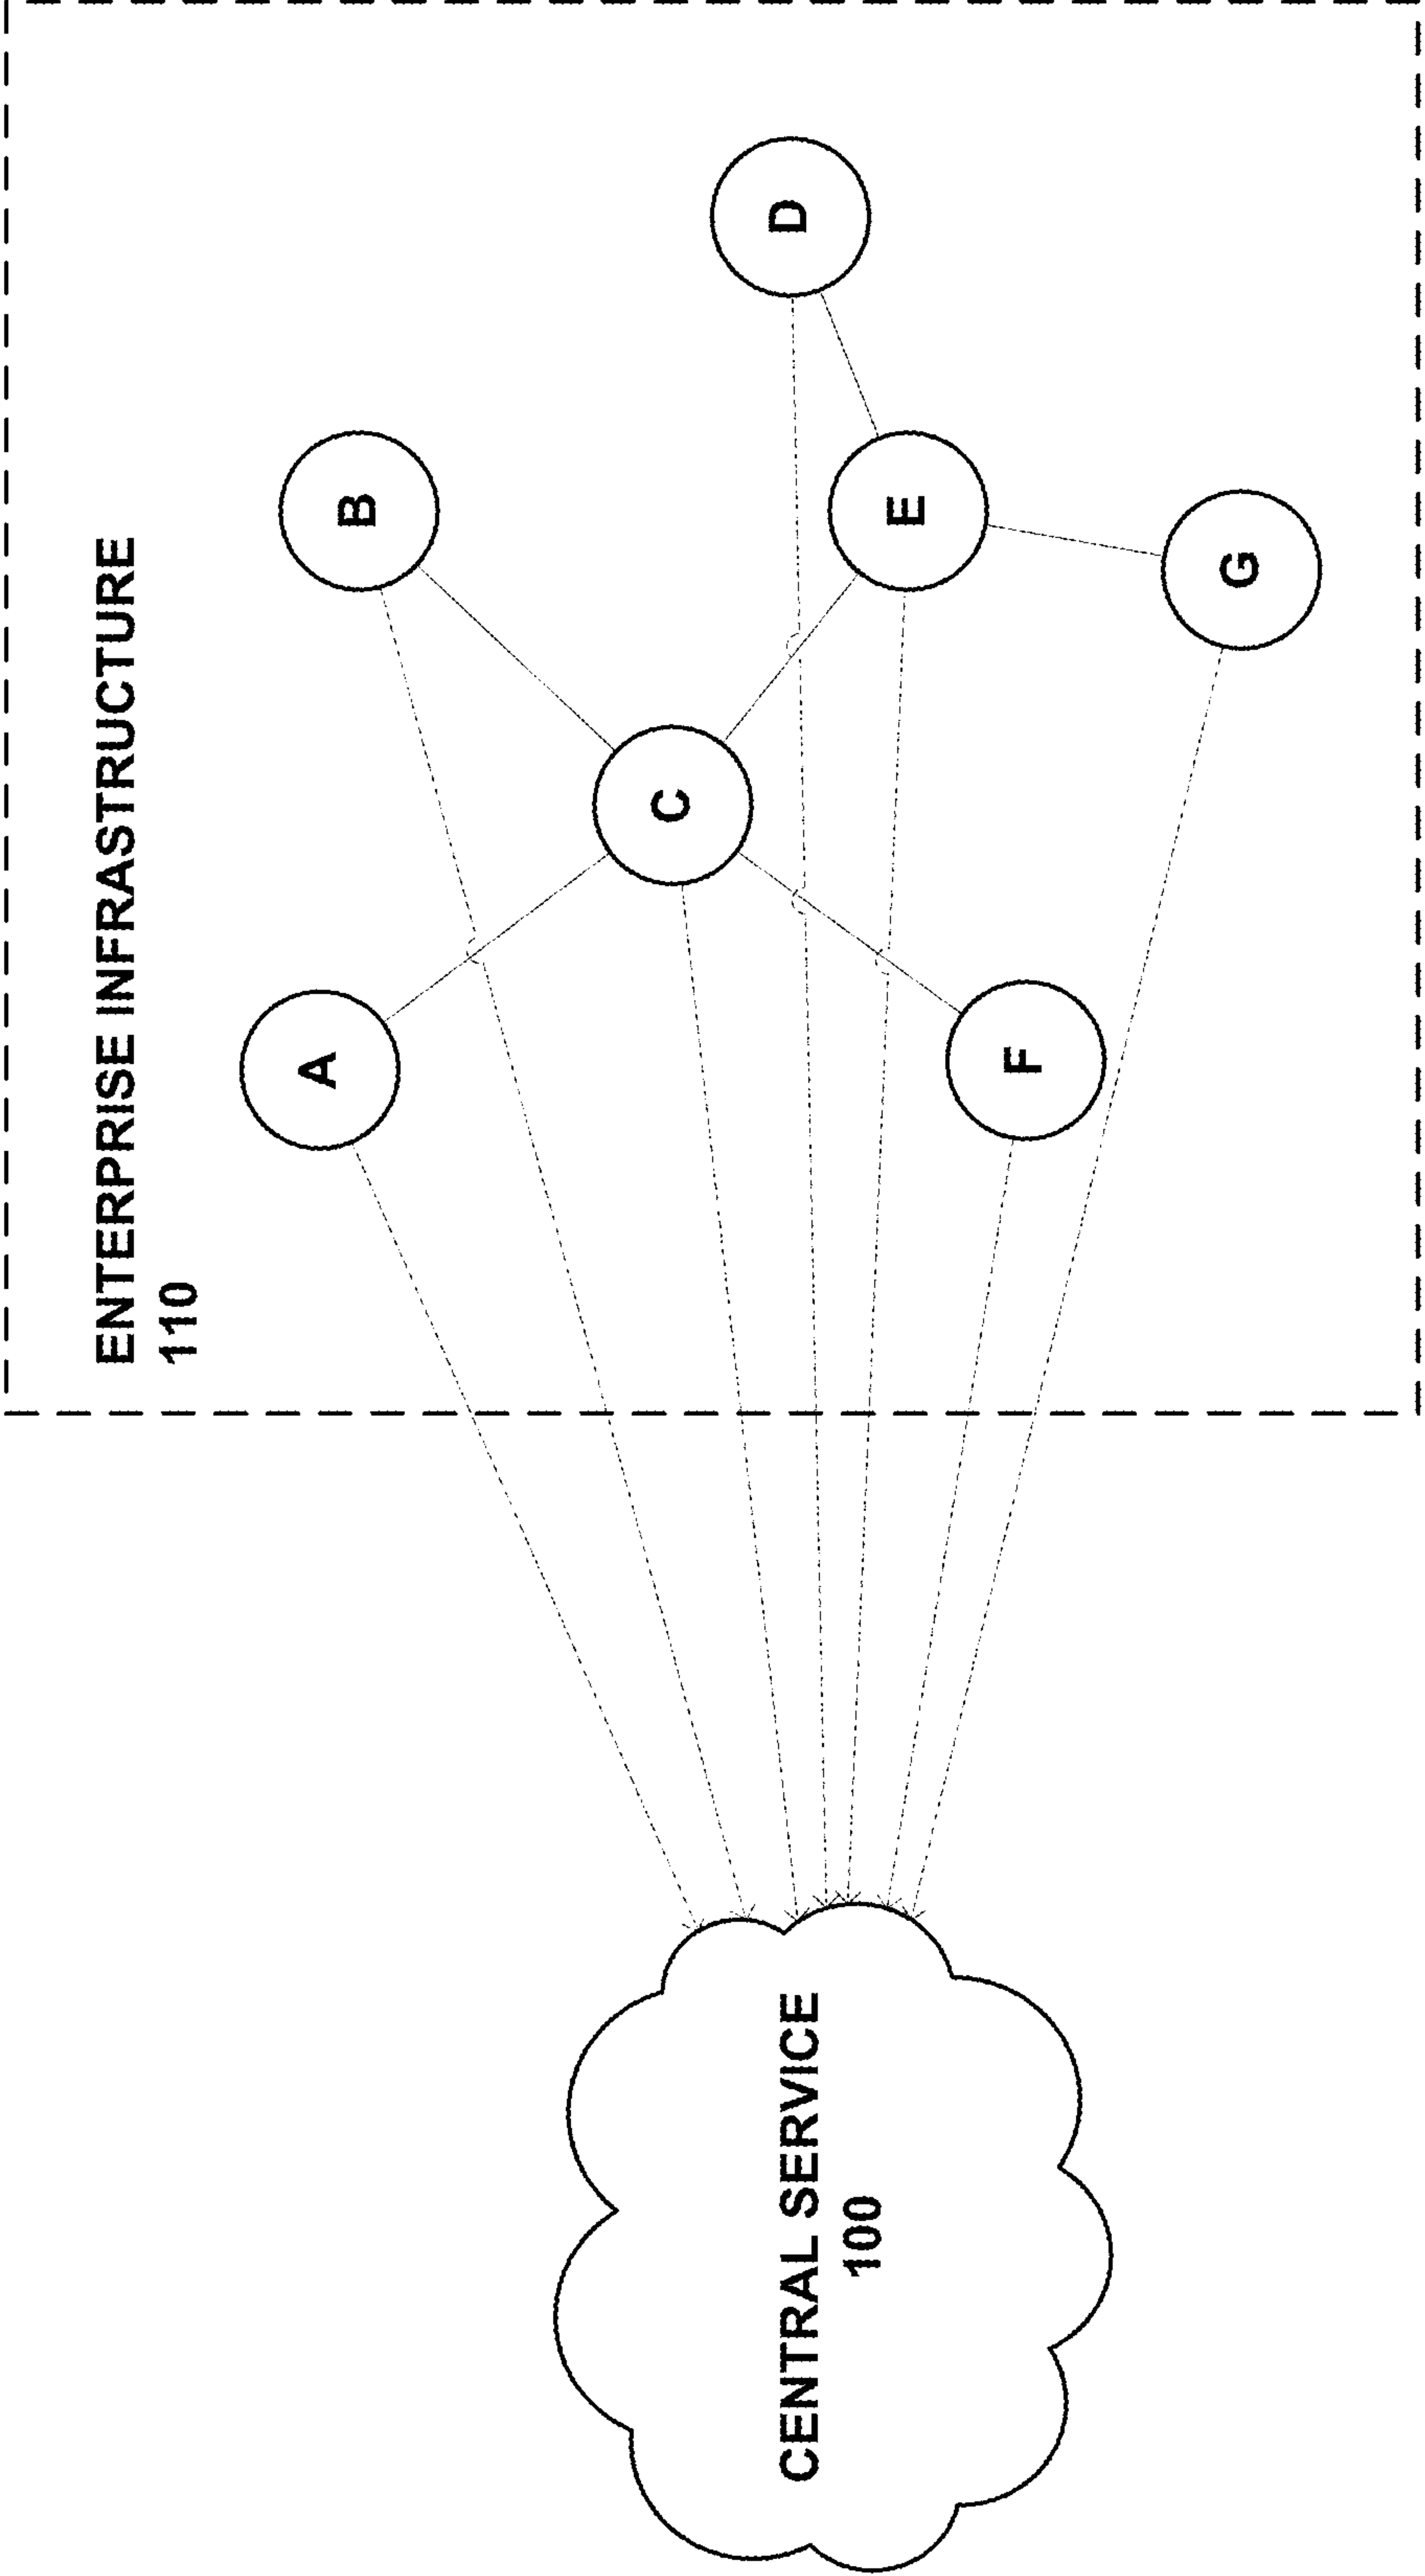 ENTERPRISE INFRASTRUCTURE
110
A
B
C
D
E
F
G
CENTRAL SERVICE
100